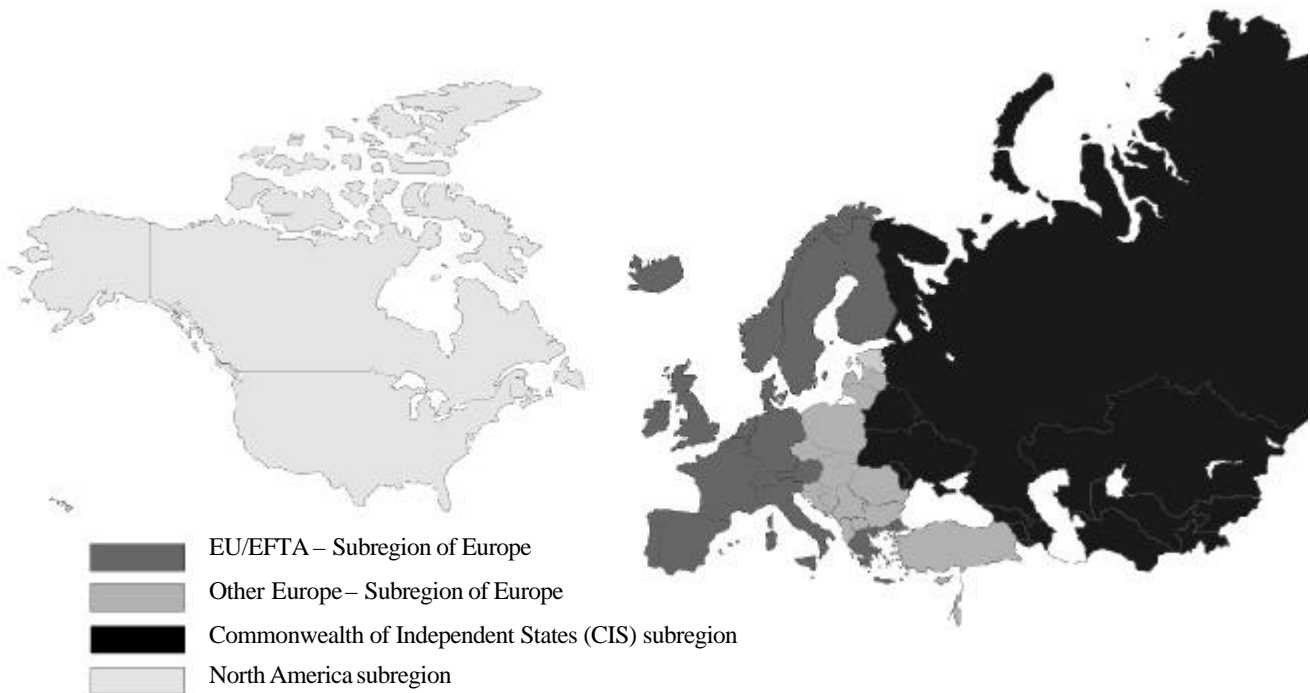 EU/EFTA – Subregion of Europe
Other Europe – Subregion of Europe
Commonwealth of Independent States (CIS) subregion
North America subregion